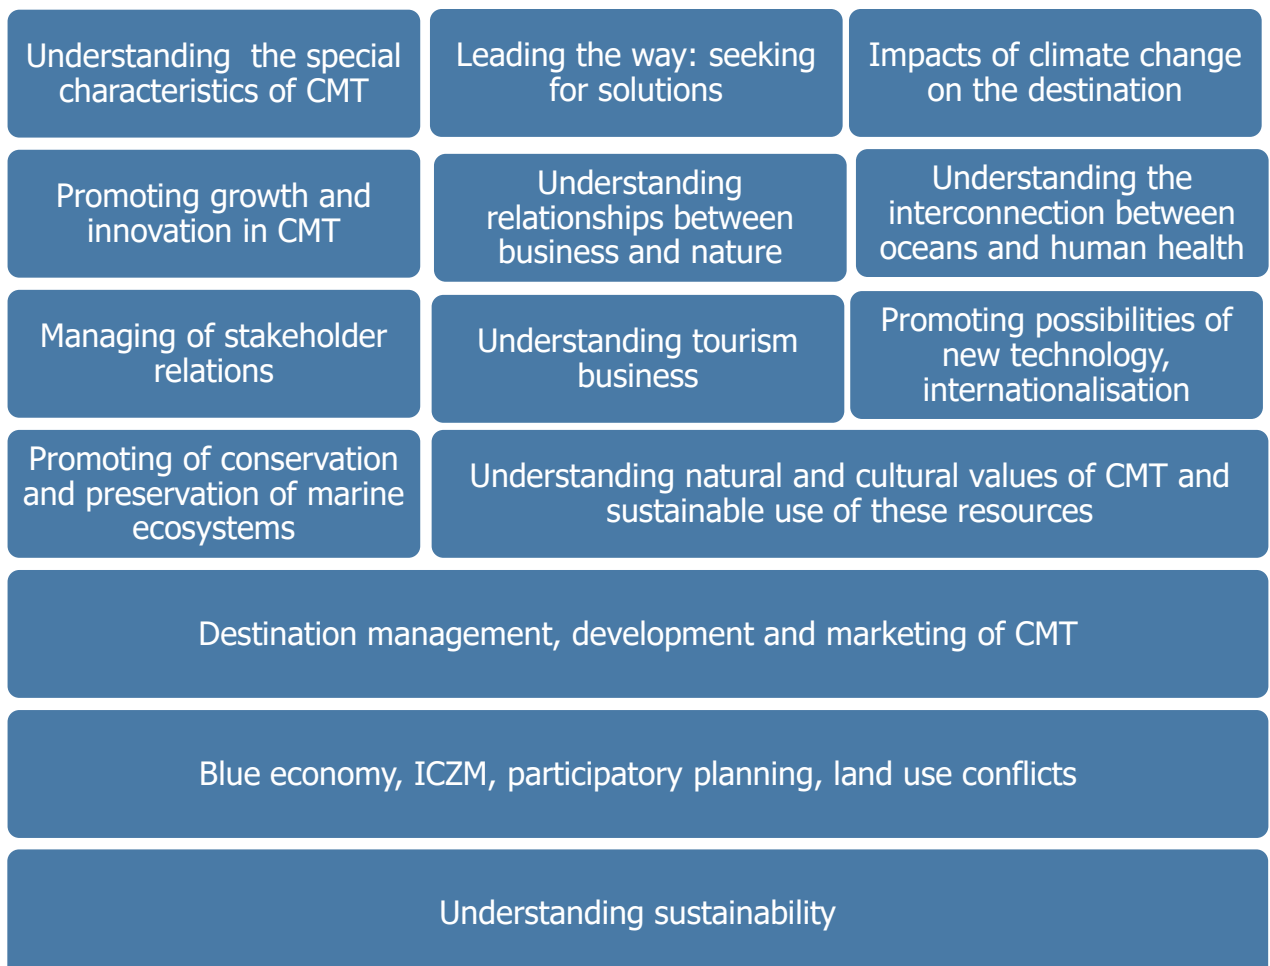 Understanding  the special
characteristics of CMT
Leading the way: seeking
for solutions
Impacts of climate change
on the destination
Promoting growth and
innovation in CMT
Understanding
relationships between
business and nature
Understanding the
interconnection between
oceans and human health
Managing of stakeholder
relations
Understanding tourism
business
Promoting possibilities of
new technology,
internationalisation
Promoting of conservation
and preservation of marine
ecosystems
Understanding natural and cultural values of CMT and
sustainable use of these resources
Destination management, development and marketing of CMT
Blue economy, ICZM, participatory planning, land use conflicts
Understanding sustainability